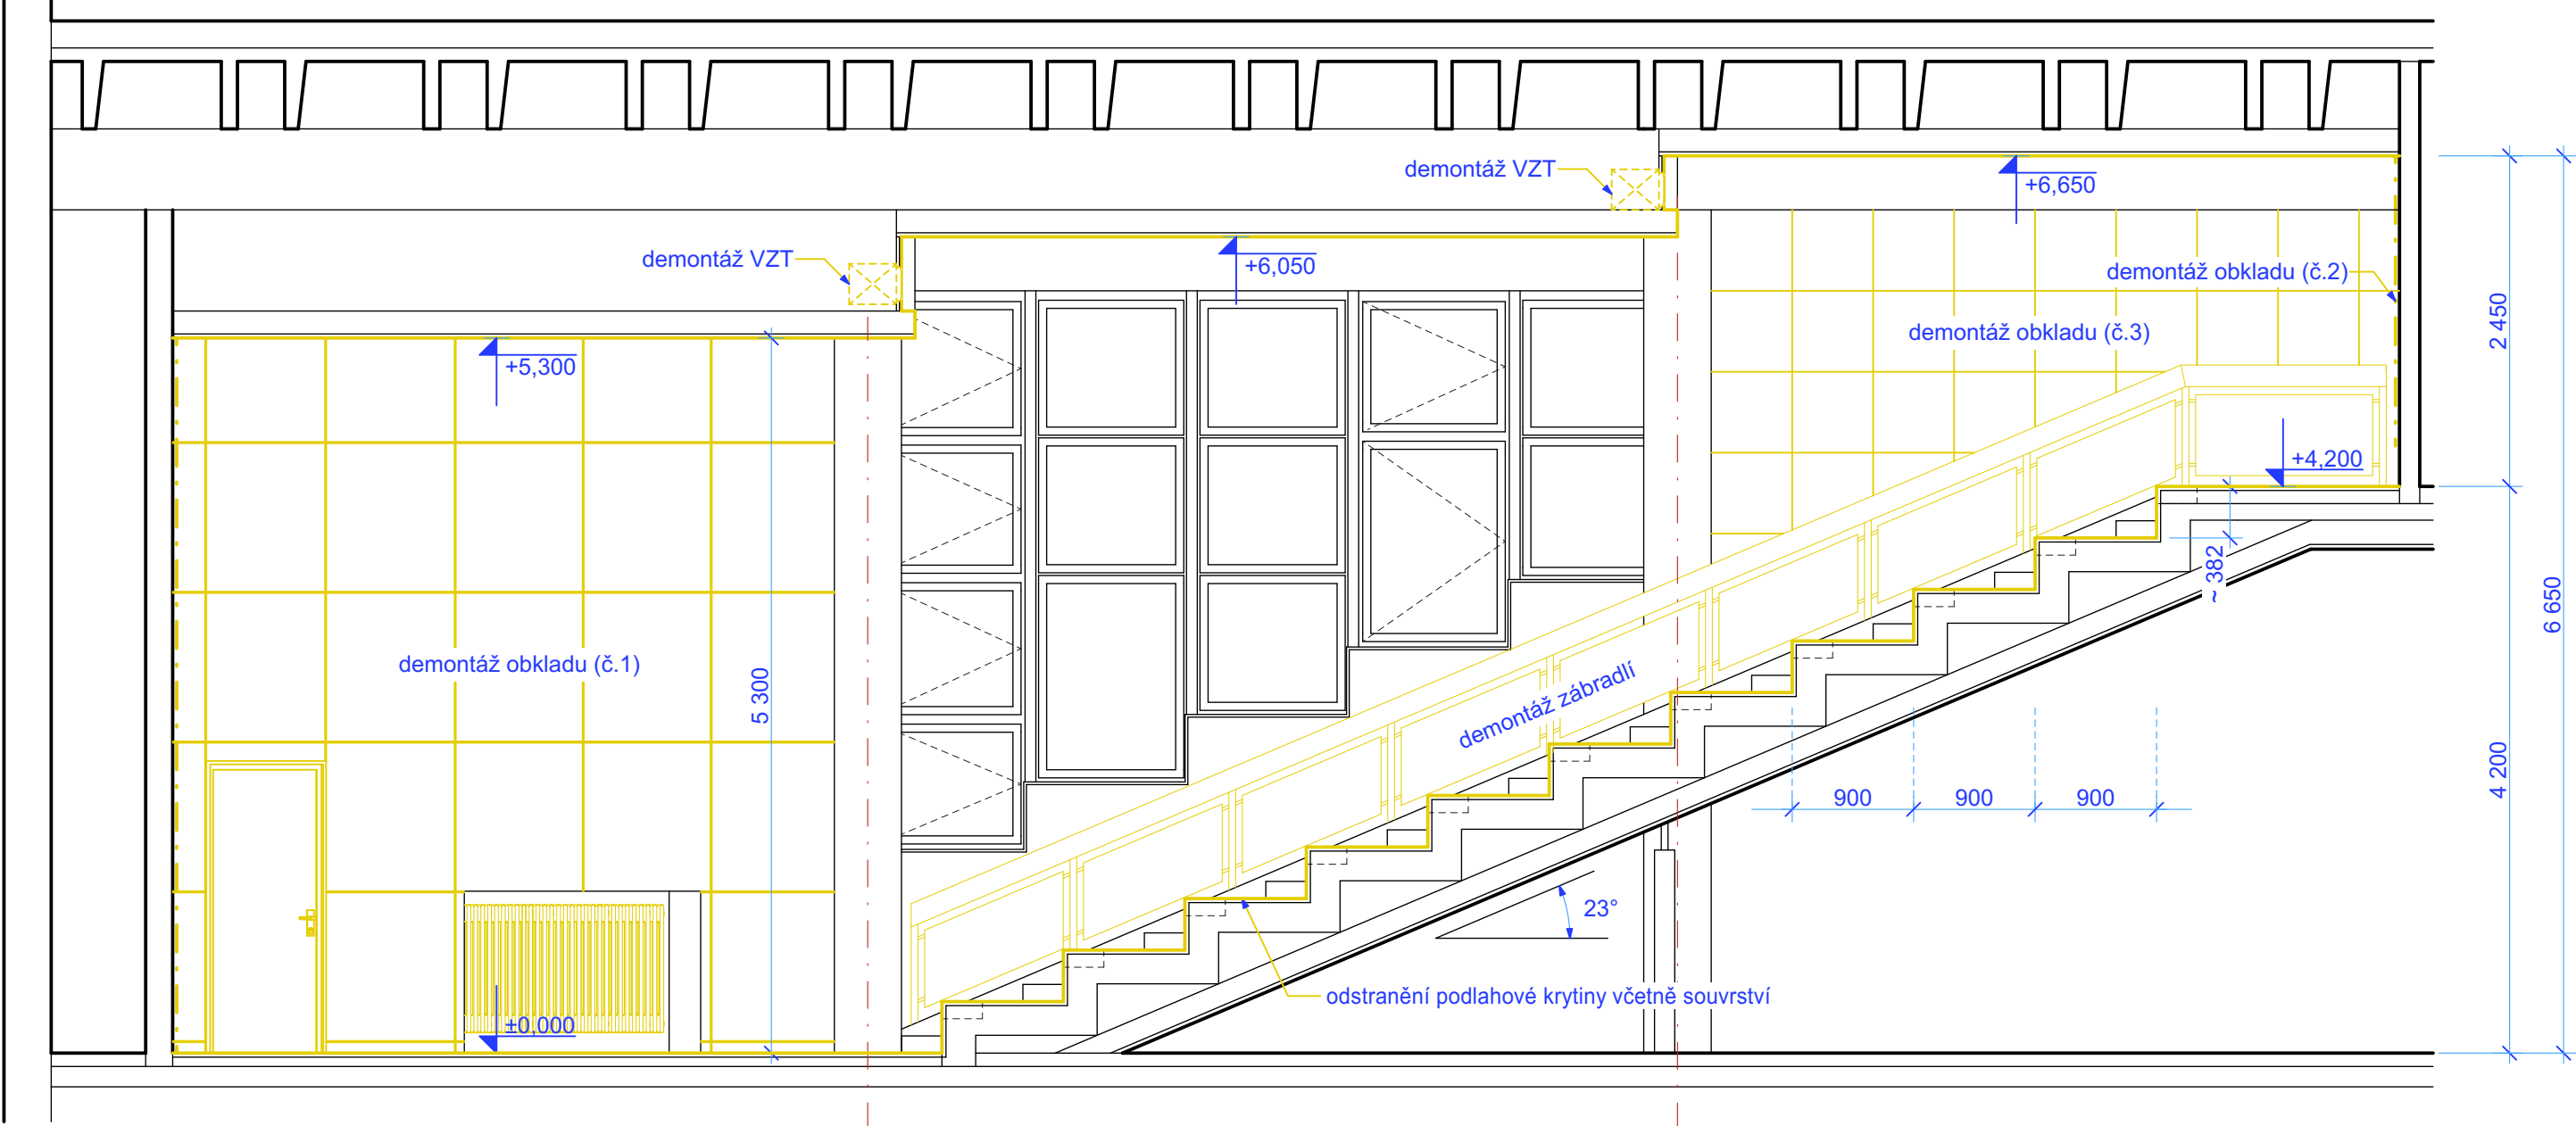 demontáž VZT
+6,650
demontáž VZT
+6,050
demontáž obkladu (č.2)
2 450
demontáž obkladu (č.3)
+5,300
+4,200
~ 382
6 650
demontáž obkladu (č.1)
5 300
demontáž zábradlí
4 200
900
900
900
23°
odstranění podlahové krytiny včetně souvrství
±0,000